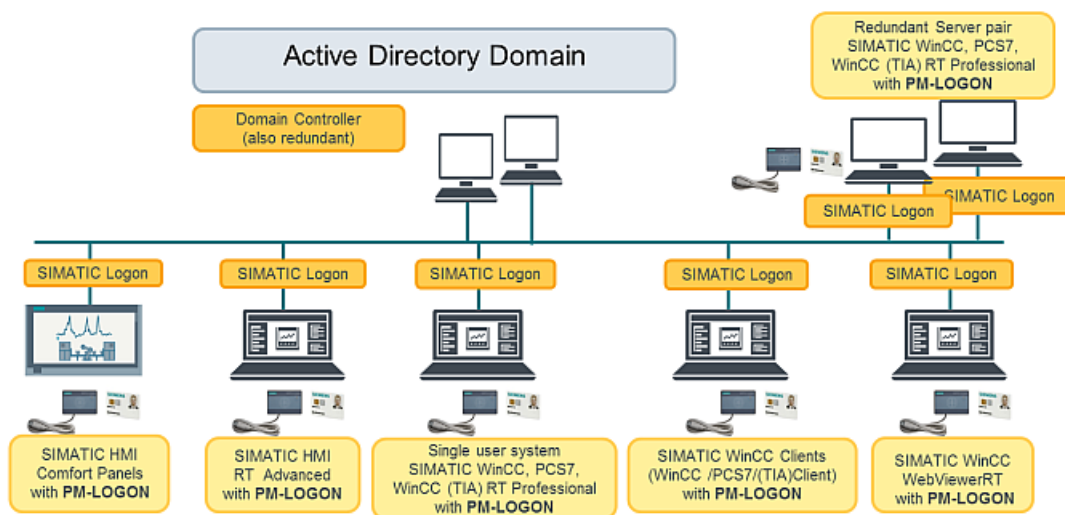 Active Directory Domain
Domain Controller
(also redundant)
Redundant Server pair
SIMATIC WinCC, PCS7,
WinCC (TIA) RT Professional
with PM-LOGON
SIMATIC Logon
SIMATIC Logon
SIMATIC Logon
SIMATIC Logon
SIMATIC Logon
SIMATIC Logon
SIMATIC Logon
SIMATIC HMI
Comfort Panels
with PM-LOGON
SIMATIC HMI
RT Advanced
with PM-LOGON
Single user system
SIMATIC WinCC, PCS7,
WinCC (TIA) RT Professional
with PM-LOGON
SIMATIC WinCC Clients
(WinCC /PCS7/(TIA)Client)
with PM-LOGON
SIMATIC WinCC
WebViewerRT
with PM-LOGON